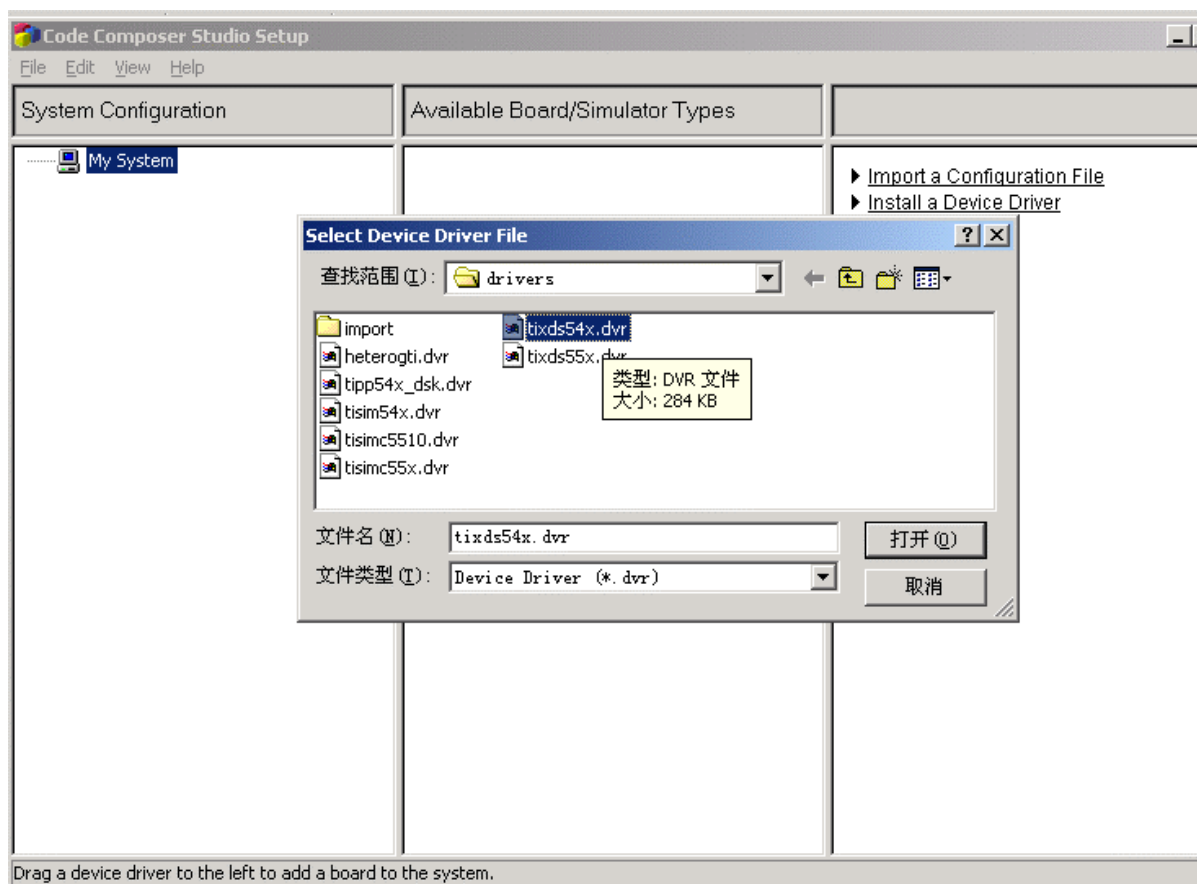 Code Composer Studio Setup
File Edit View Help
System Configuration
Available Board/Simulator Types
My System
Import a Configuration File
Install a Device Driver
Select Device Driver File
查找范围(I):
drivers
import
heterogti.dvr
tipp54x_dsk.dvr
tisim54x.dvr
tisimc5510.dvr
tisimc55x.dvr
tixds54x.dvr
tixds55x.dvr
类型: DVR 文件
大小: 284 KB
文件名(N):
tixds54x.dvr
打开(O)
文件类型(T):
Device Driver (*.dvr)
取消
Drag a device driver to the left to add a board to the system.